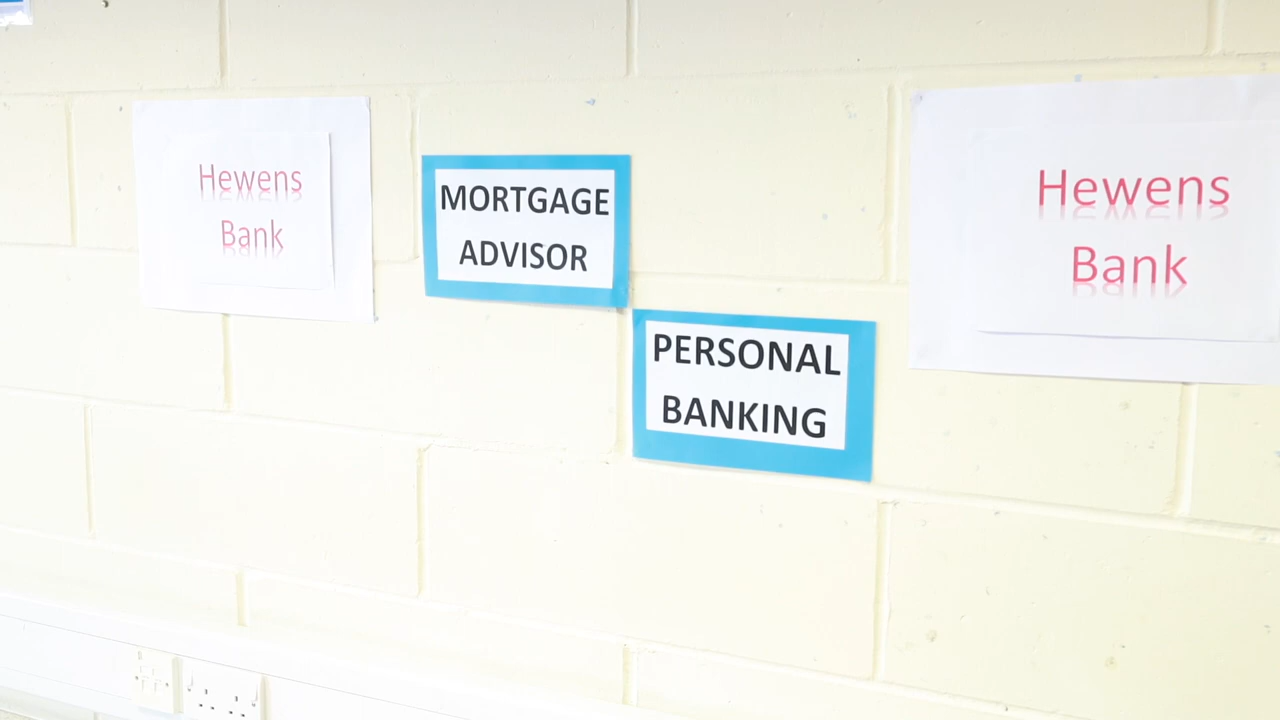 Hewens
Bank
MORTGAGE
ADVISOR
PERSONAL
BANKING
Hewens
Bank